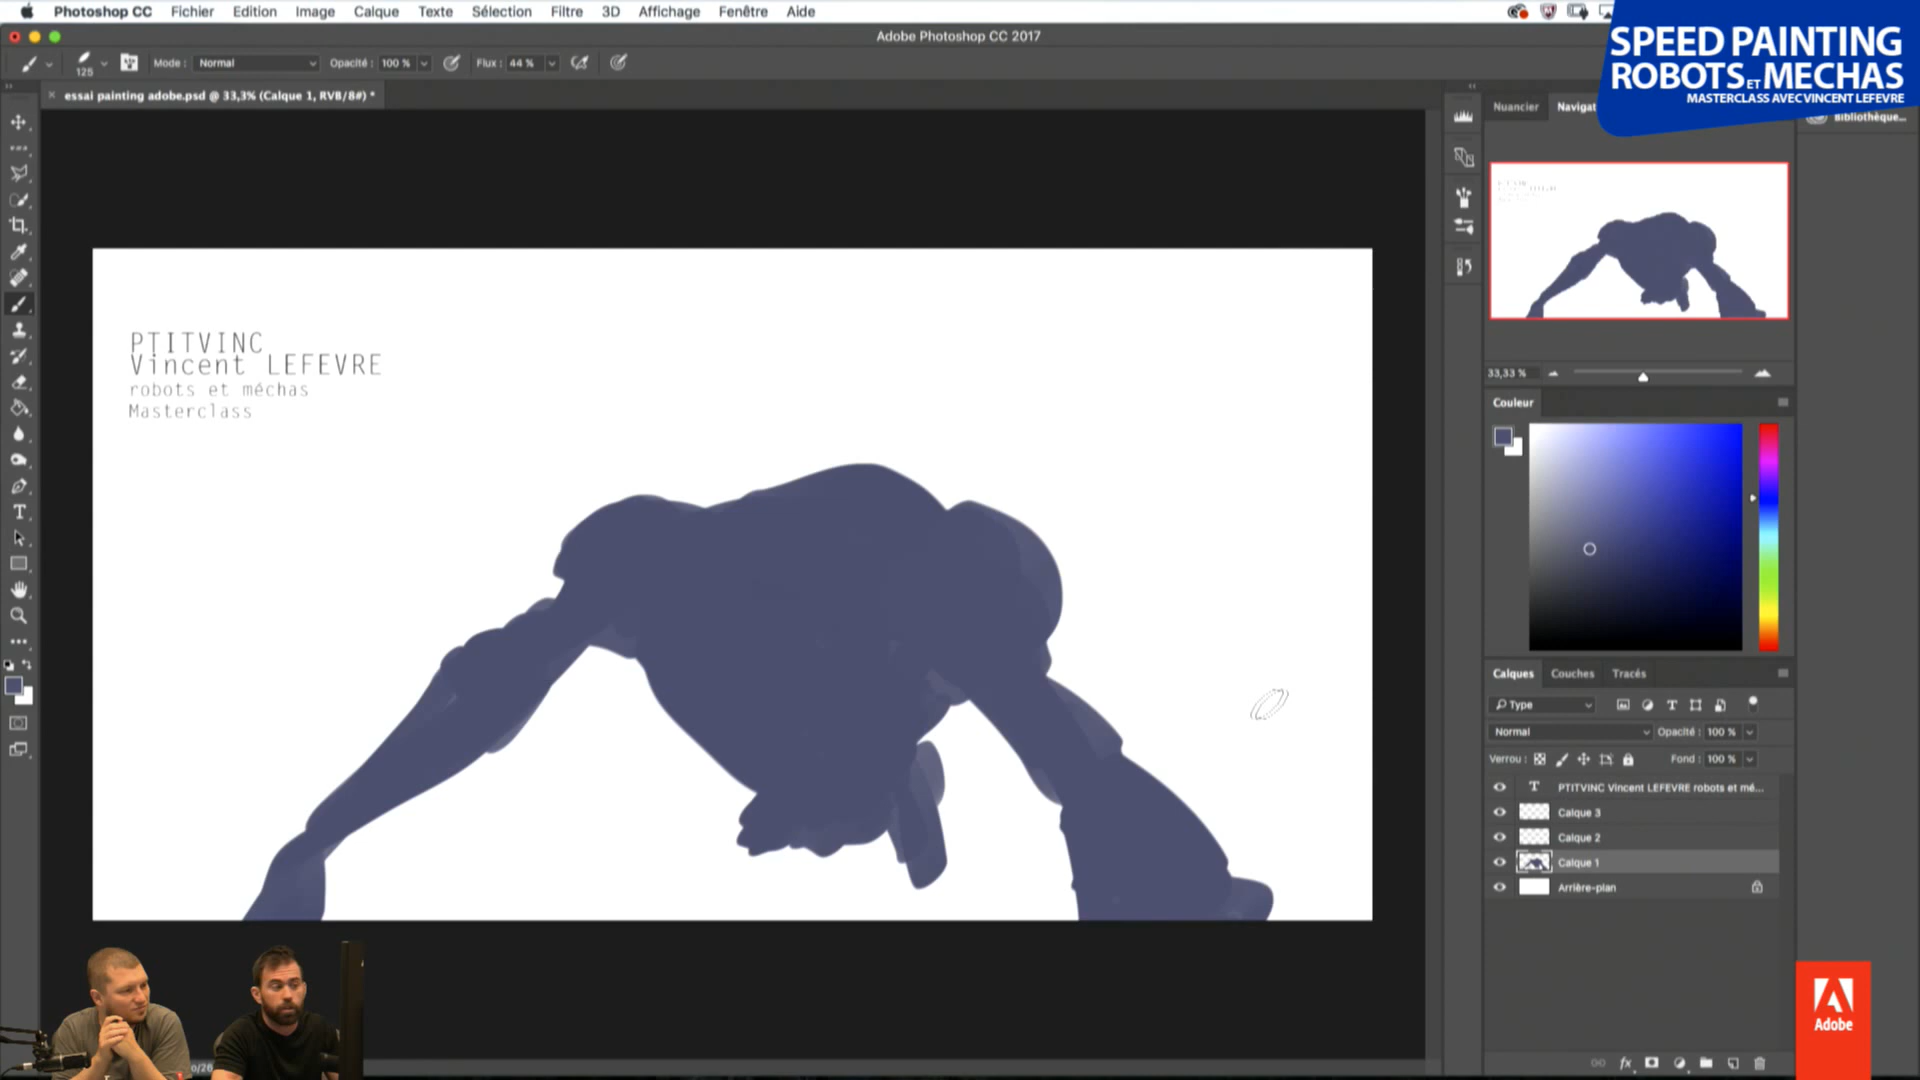 Photoshop CC Fichier Edition Image Calque Texte Sélection Filtre 3D Affichage Fenêtre Aide
Adobe Photoshop CC 2017
SPEED PAINTING
ROBOTS ET MECHAS
MASTERCLASS AVEC VINCENT LEFEVRE
125 Mode : Normal Opacité : 100 % Flux : 44 %
essai painting adobe.psd @ 33,3% (Calque 1, RVB/8#) *
Nuancier Navigat
Bibliothèque...
PTITVINC
Vincent LEFEVRE
robots et méchas
Masterclass
33,33 %
Couleur
Calques Couches Tracés
Type
Normal Opacité : 100 %
Verrou : Fond : 100 %
PTITVINC Vincent LEFEVRE robots et mé...
Calque 3
Calque 2
Calque 1
Arrière-plan
Adobe